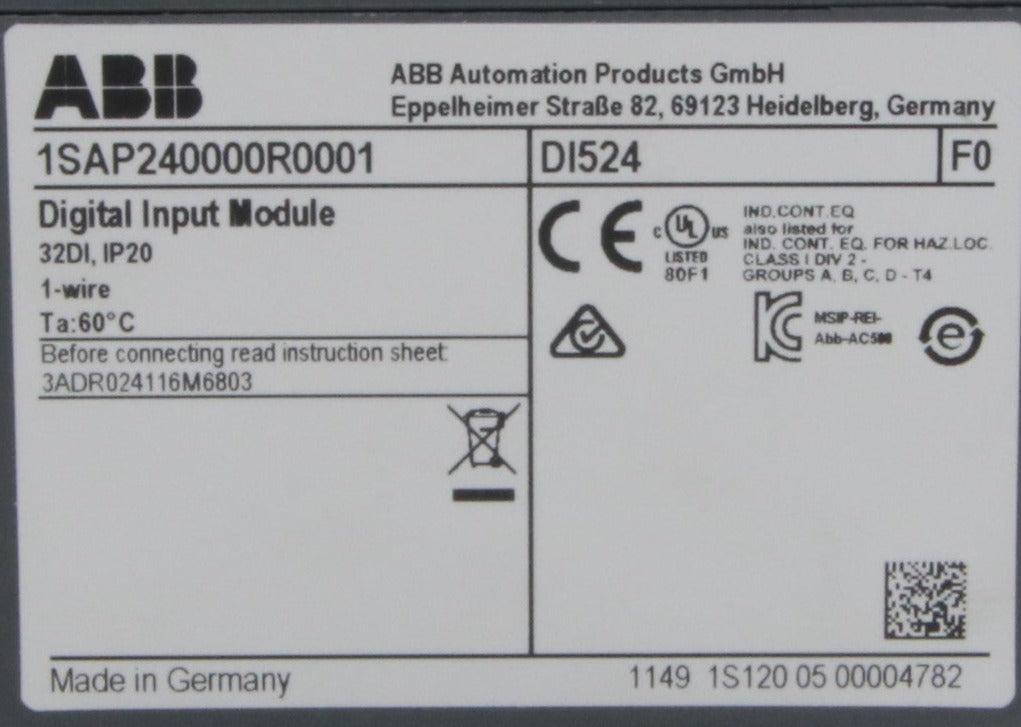 ABB
ABB Automation Products GmbH
Eppelheimer Straße 82, 69123 Heidelberg, Germany
1SAP240000R0001
DI524
F0
Digital Input Module
32DI, IP20
1-wire
Ta:60°C
Before connecting read instruction sheet:
3ADR024116M6803
CE
C UL US
LISTED
80F1
IND.CONT.EQ
also listed for
IND. CONT. EQ. FOR HAZ.LOC.
CLASS I DIV 2 -
GROUPS A, B, C, D - T4
MSIP-REI-
Abb-AC500
Made in Germany
1149 1S120 05 00004782